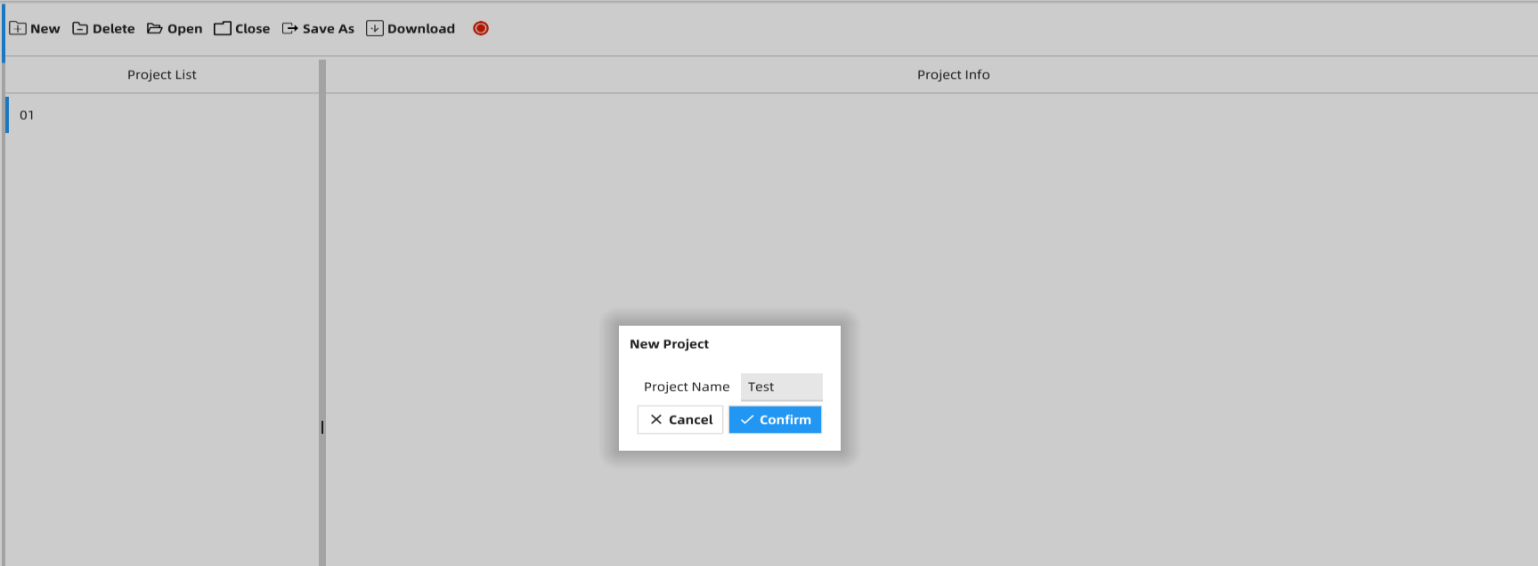 New Delete Open Close Save As Download
Project List Project Info
01
New Project
Project Name Test
Cancel Confirm